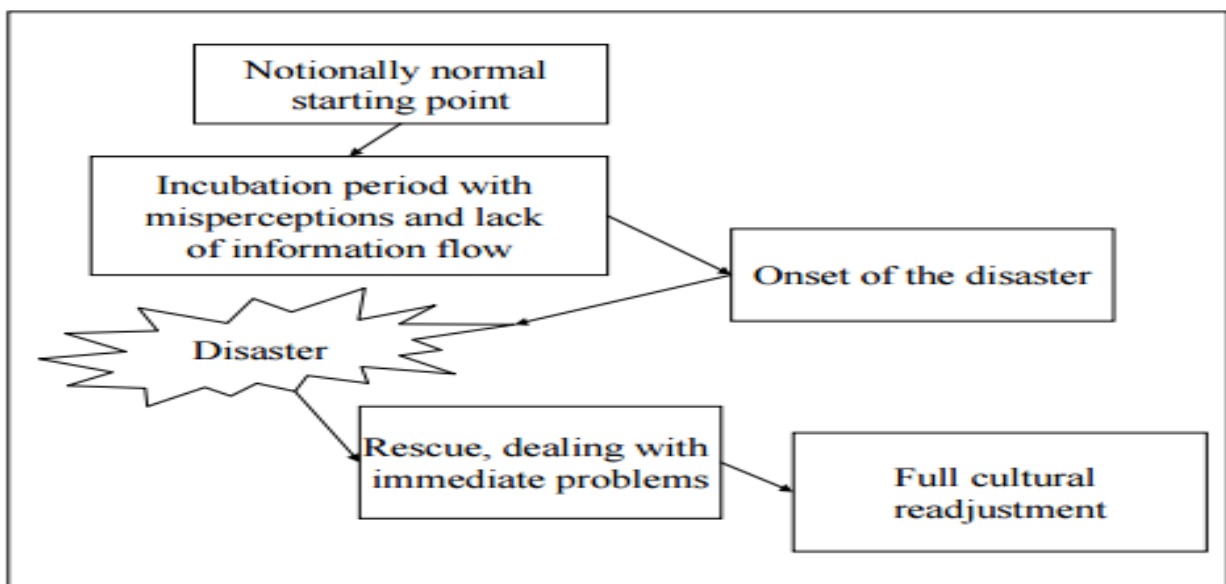 Notionally normal
starting point
Incubation period with
misperceptions and lack
of information flow
Onset of the disaster
Disaster
Rescue, dealing with
immediate problems
Full cultural
readjustment